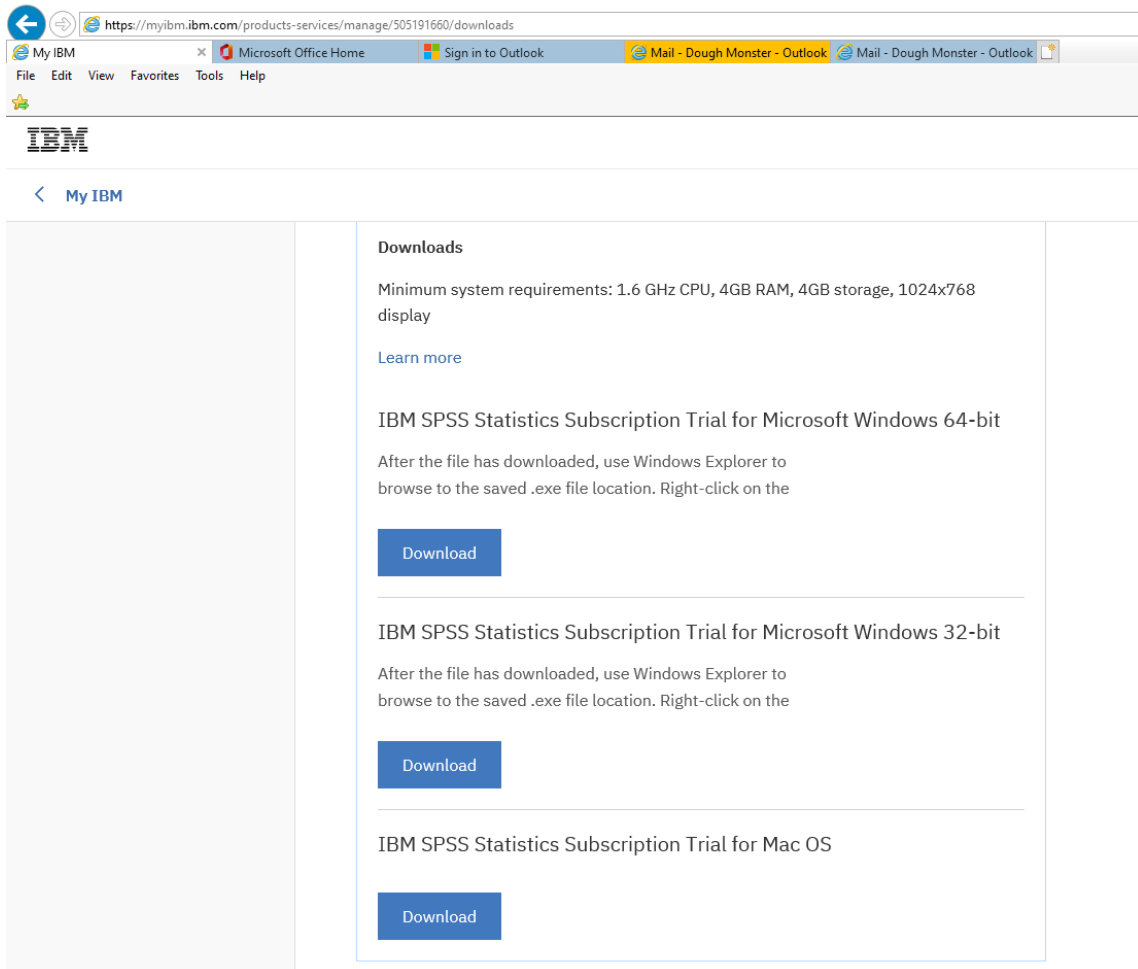 https://myibm.ibm.com/products-services/manage/505191660/downloads
My IBM
Microsoft Office Home
Sign in to Outlook
Mail - Dough Monster - Outlook
Mail - Dough Monster - Outlook
File Edit View Favorites Tools Help
IBM
My IBM
Downloads
Minimum system requirements: 1.6 GHz CPU, 4GB RAM, 4GB storage, 1024x768
display
Learn more
IBM SPSS Statistics Subscription Trial for Microsoft Windows 64-bit
After the file has downloaded, use Windows Explorer to
browse to the saved .exe file location. Right-click on the
Download
IBM SPSS Statistics Subscription Trial for Microsoft Windows 32-bit
After the file has downloaded, use Windows Explorer to
browse to the saved .exe file location. Right-click on the
Download
IBM SPSS Statistics Subscription Trial for Mac OS
Download